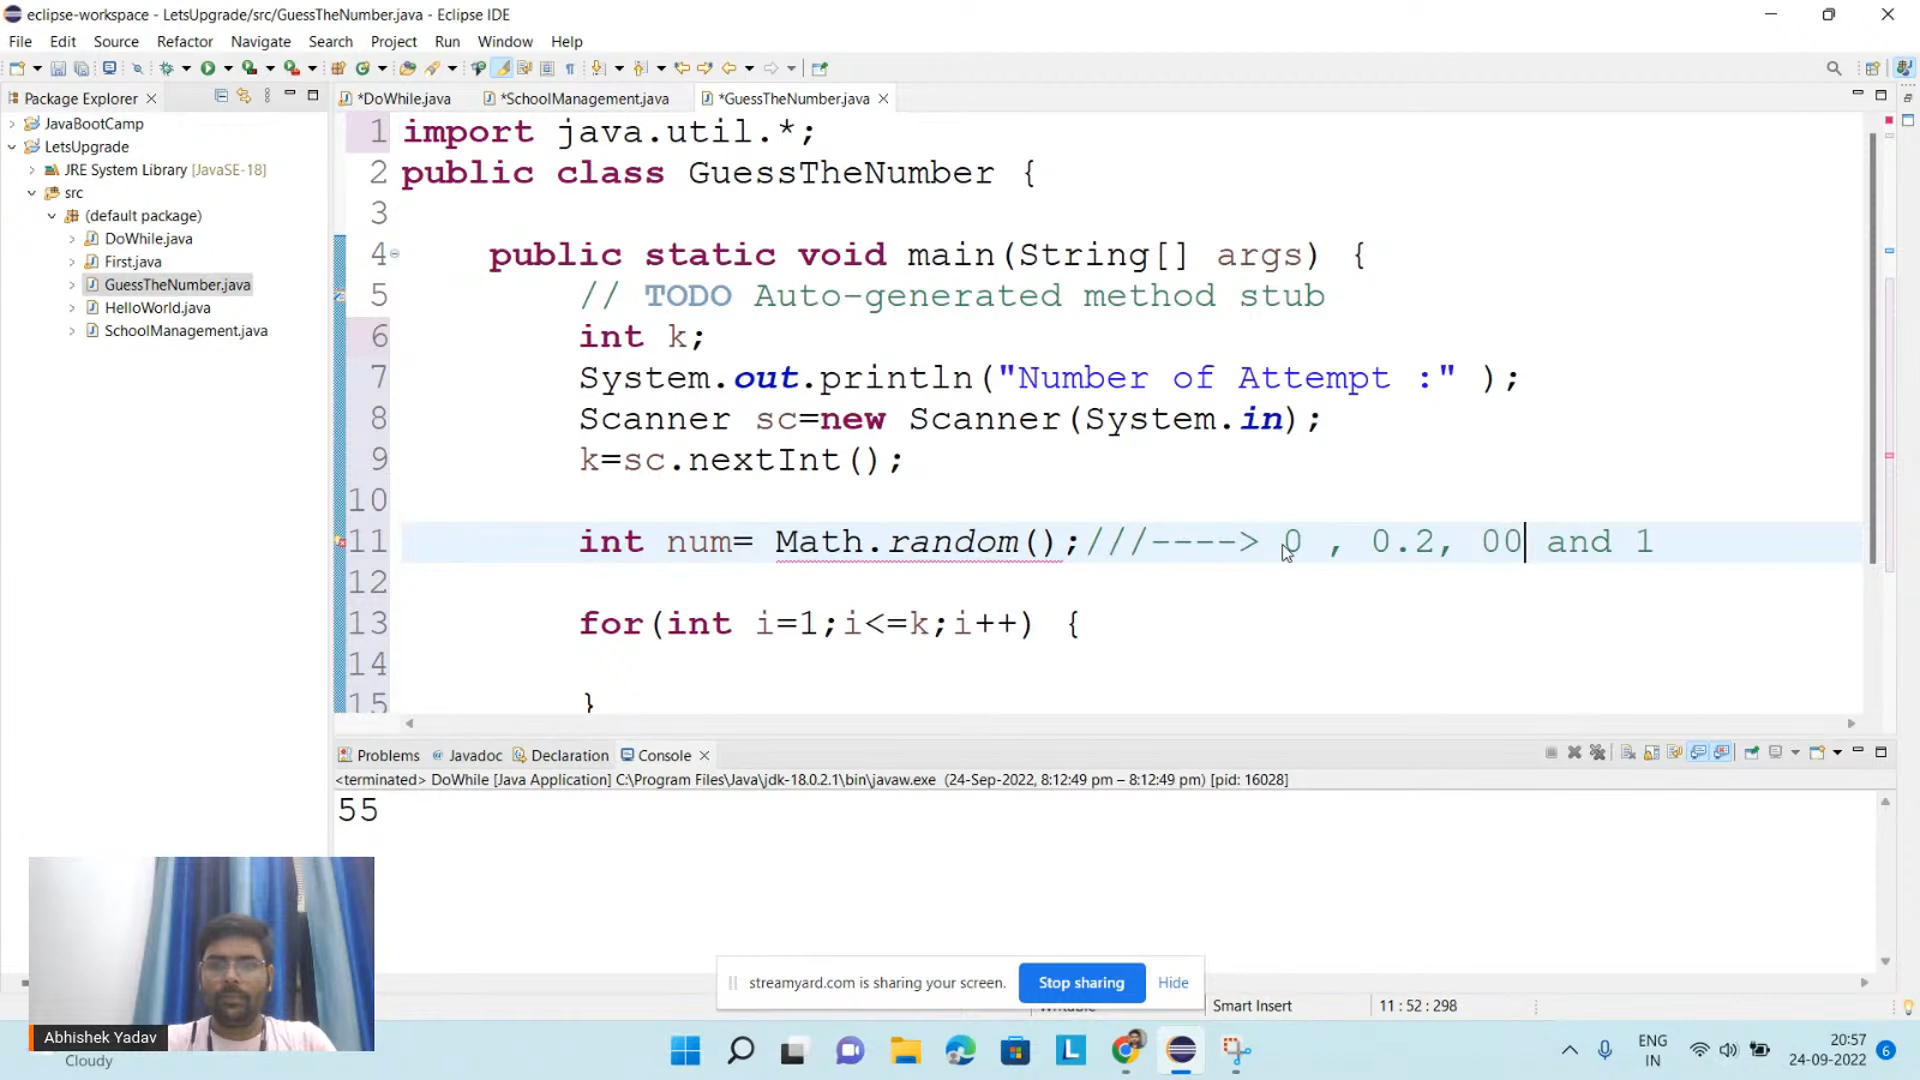 eclipse-workspace - LetsUpgrade/src/GuessTheNumber.java - Eclipse IDE
File Edit Source Refactor Navigate Search Project Run Window Help
Package Explorer
*DoWhile.java *SchoolManagement.java *GuessTheNumber.java
JavaBootCamp
LetsUpgrade
JRE System Library [JavaSE-18]
src
(default package)
DoWhile.java
First.java
GuessTheNumber.java
HelloWorld.java
SchoolManagement.java
1 import java.util.*;
2 public class GuessTheNumber {
3
4 public static void main(String[] args) {
5 // TODO Auto-generated method stub
6 int k;
7 System.out.println("Number of Attempt :" );
8 Scanner sc=new Scanner(System.in);
9 k=sc.nextInt();
10
11 int num= Math.random();///----> 0 , 0.2, 00 and 1
12
13 for(int i=1;i<=k;i++) {
14
15 }
Problems @ Javadoc Declaration Console
<terminated> DoWhile [Java Application] C:\Program Files\Java\jdk-18.0.2.1\bin\javaw.exe (24-Sep-2022, 8:12:49 pm – 8:12:49 pm) [pid: 16028]
55
streamyard.com is sharing your screen. Stop sharing Hide
Smart Insert 11 : 52 : 298
Abhishek Yadav
Cloudy
ENG
IN
20:57
24-09-2022
6